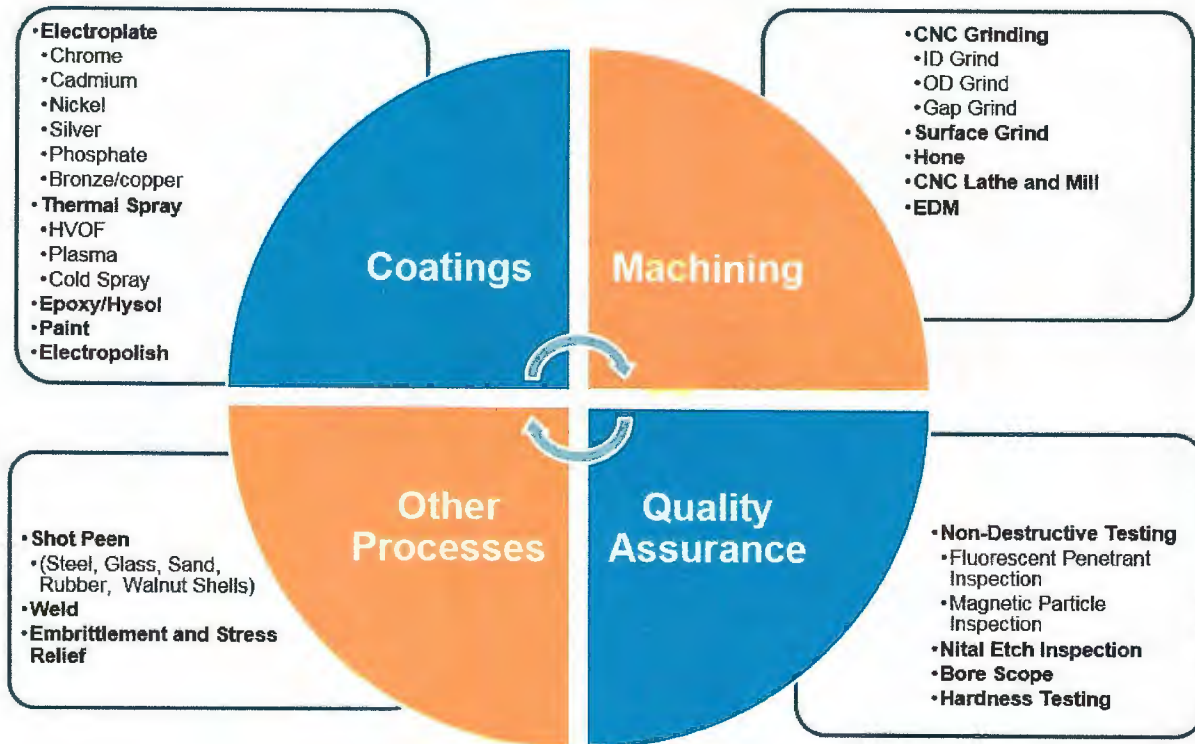 •Electroplate
•Chrome
•Cadmium
•Nickel
•Silver
•Phosphate
•Bronze/copper
•Thermal Spray
•HVOF
•Plasma
•Cold Spray
•Epoxy/Hysol
•Paint
•Electropolish
Coatings
Machining
•CNC Grinding
•ID Grind
•OD Grind
•Gap Grind
•Surface Grind
•Hone
•CNC Lathe and Mill
•EDM
•Shot Peen
•(Steel, Glass, Sand,
Rubber, Walnut Shells)
•Weld
•Embrittlement and Stress
Relief
Other
Processes
Quality
Assurance
•Non-Destructive Testing
•Fluorescent Penetrant
Inspection
•Magnetic Particle
Inspection
•Nital Etch Inspection
•Bore Scope
•Hardness Testing